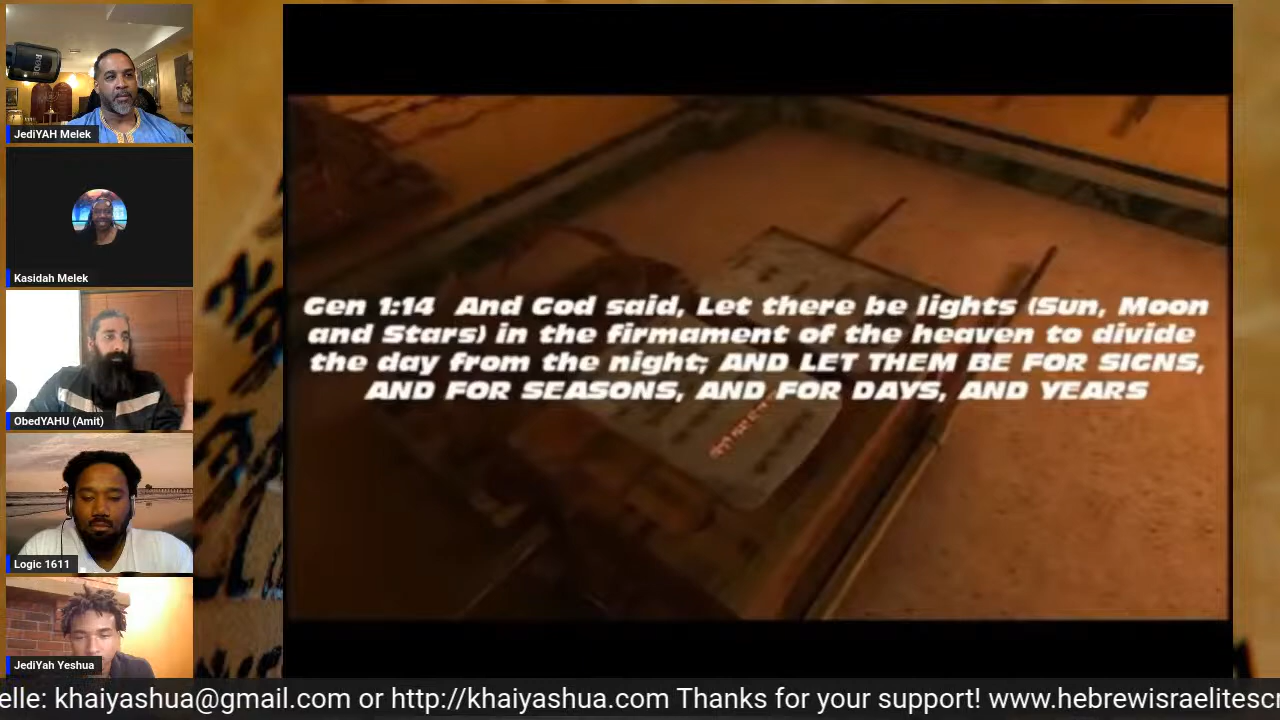 JediYAH Melek
Kasidah Melek
ObedYAHU (Amit)
Logic 1611
JediYah Yeshua
Gen 1:14 And God said, Let there be lights (Sun, Moon
and Stars) in the firmament of the heaven to divide
the day from the night; AND LET THEM BE FOR SIGNS,
AND FOR SEASONS, AND FOR DAYS, AND YEARS
elle: khaiyashua@gmail.com or http://khaiyashua.com Thanks for your support! www.hebrewisraelitesc